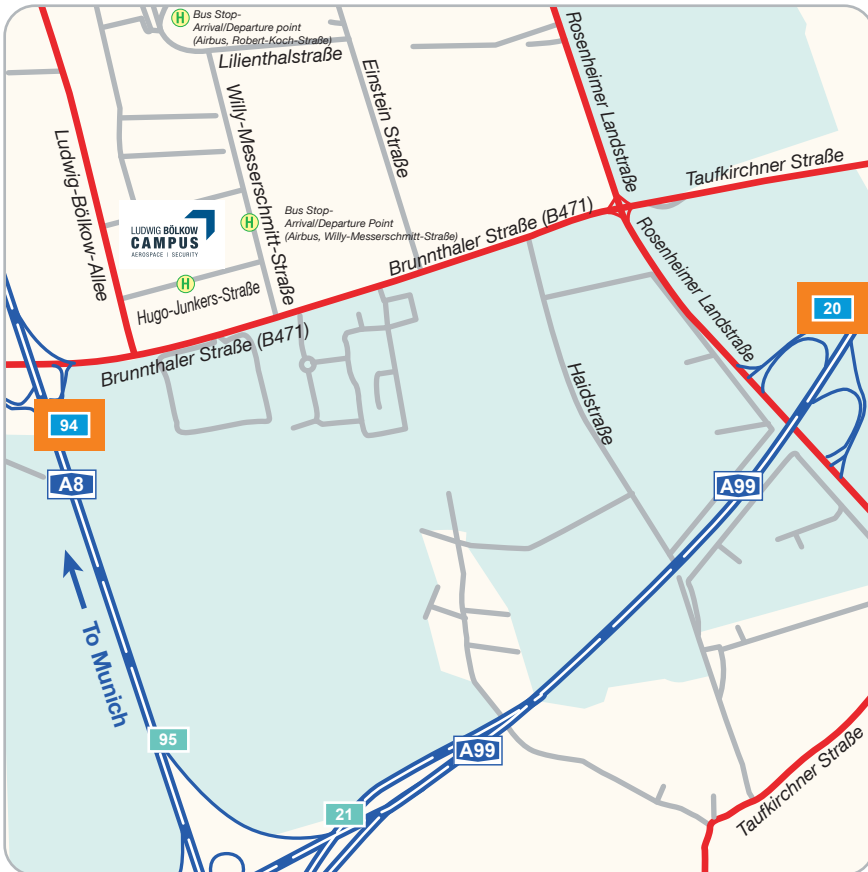 Bus Stop-
Arrival/Departure point
(Airbus, Robert-Koch-Straße)
Lilienthalstraße
Einstein Straße
Willy-Messerschmitt-Straße
Ludwig-Bölkow-Allee
Rosenheimer Landstraße
Taufkirchner Straße
H
LUDWIG BÖLKOW
CAMPUS
AEROSPACE | SECURITY
H
Bus Stop-
Arrival/Departure Point
(Airbus, Willy-Messerschmitt-Straße)
H
Hugo-Junkers-Straße
Brunnthaler Straße (B471)
Rosenheimer Landstraße
Brunnthaler Straße (B471)
20
Haidstraße
94
A8
A99
To Munich
95
A99
21
Taufkirchner Straße